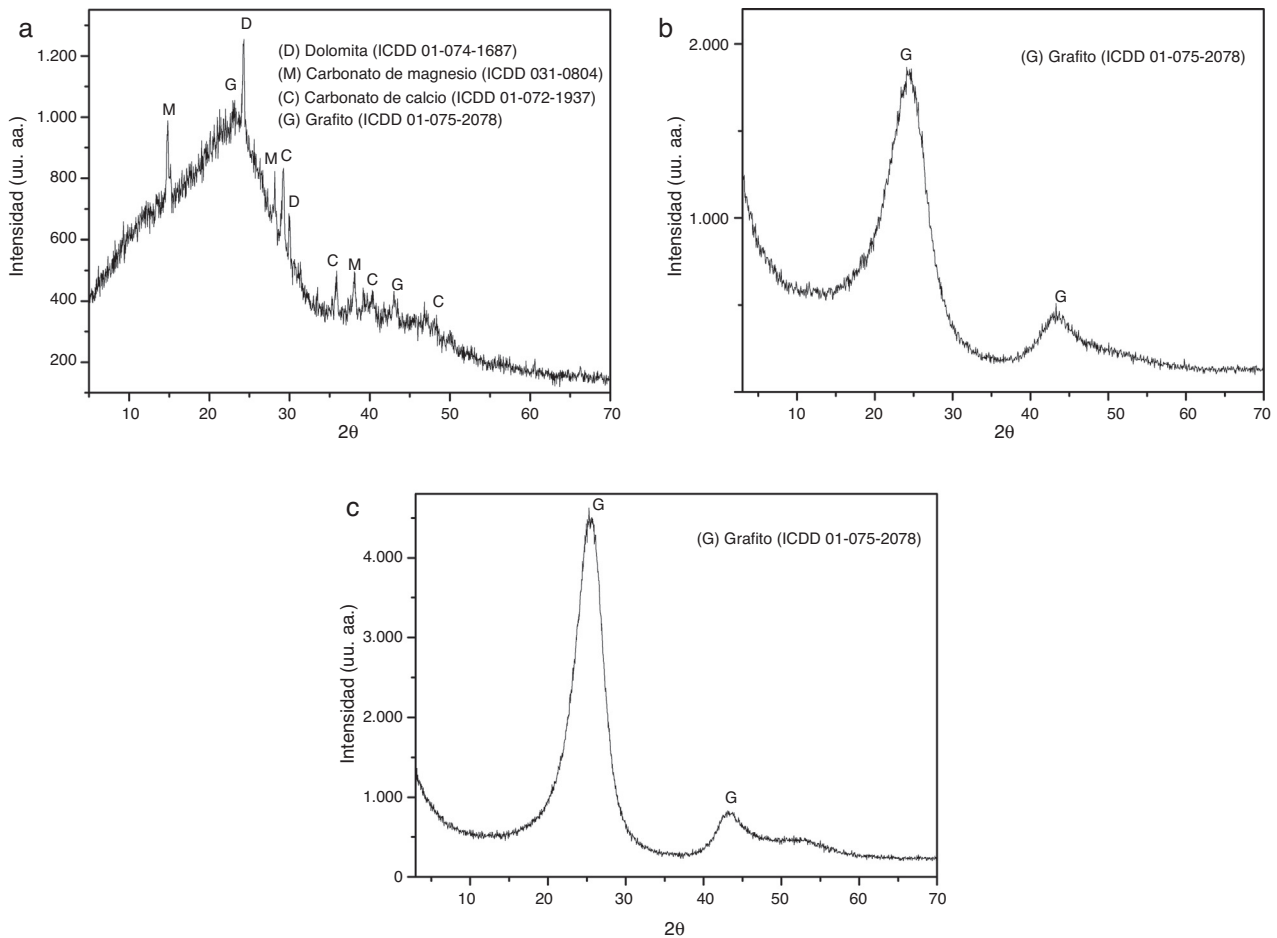 a
(D) Dolomita (ICDD 01-074-1687)
(M) Carbonato de magnesio (ICDD 031-0804)
(C) Carbonato de calcio (ICDD 01-072-1937)
(G) Grafito (ICDD 01-075-2078)
D
G
M
M
C
D
C
M
C
G
C
1.200
1.000
800
600
400
200
Intensidad (uu. aa.)
10 20 30 40 50 60 70
2θ
b
(G) Grafito (ICDD 01-075-2078)
G
G
2.000
1.000
Intensidad (uu. aa.)
10 20 30 40 50 60 70
2θ
c
(G) Grafito (ICDD 01-075-2078)
G
G
4.000
3.000
2.000
1.000
0
Intensidad (uu. aa.)
10 20 30 40 50 60 70
2θ